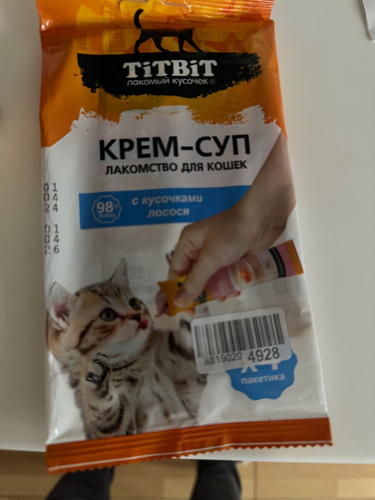 TiTBiT
лакомый кусочек®
КРЕМ-СУП
ЛАКОМСТВО ДЛЯ КОШЕК
98%
с кусочками
лосося
01
04
24
01
04
26
4928
пакетика